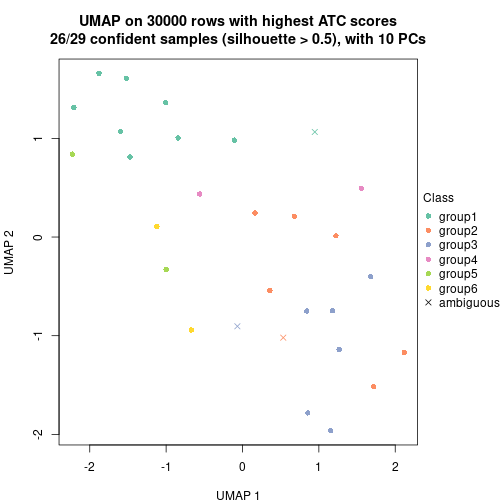 UMAP on 30000 rows with highest ATC scores
26/29 confident samples (silhouette > 0.5), with 10 PCs
UMAP 2
1
0
-1
-2
-2
-1
0
1
2
UMAP 1
Class
group1
group2
group3
group4
group5
group6
ambiguous